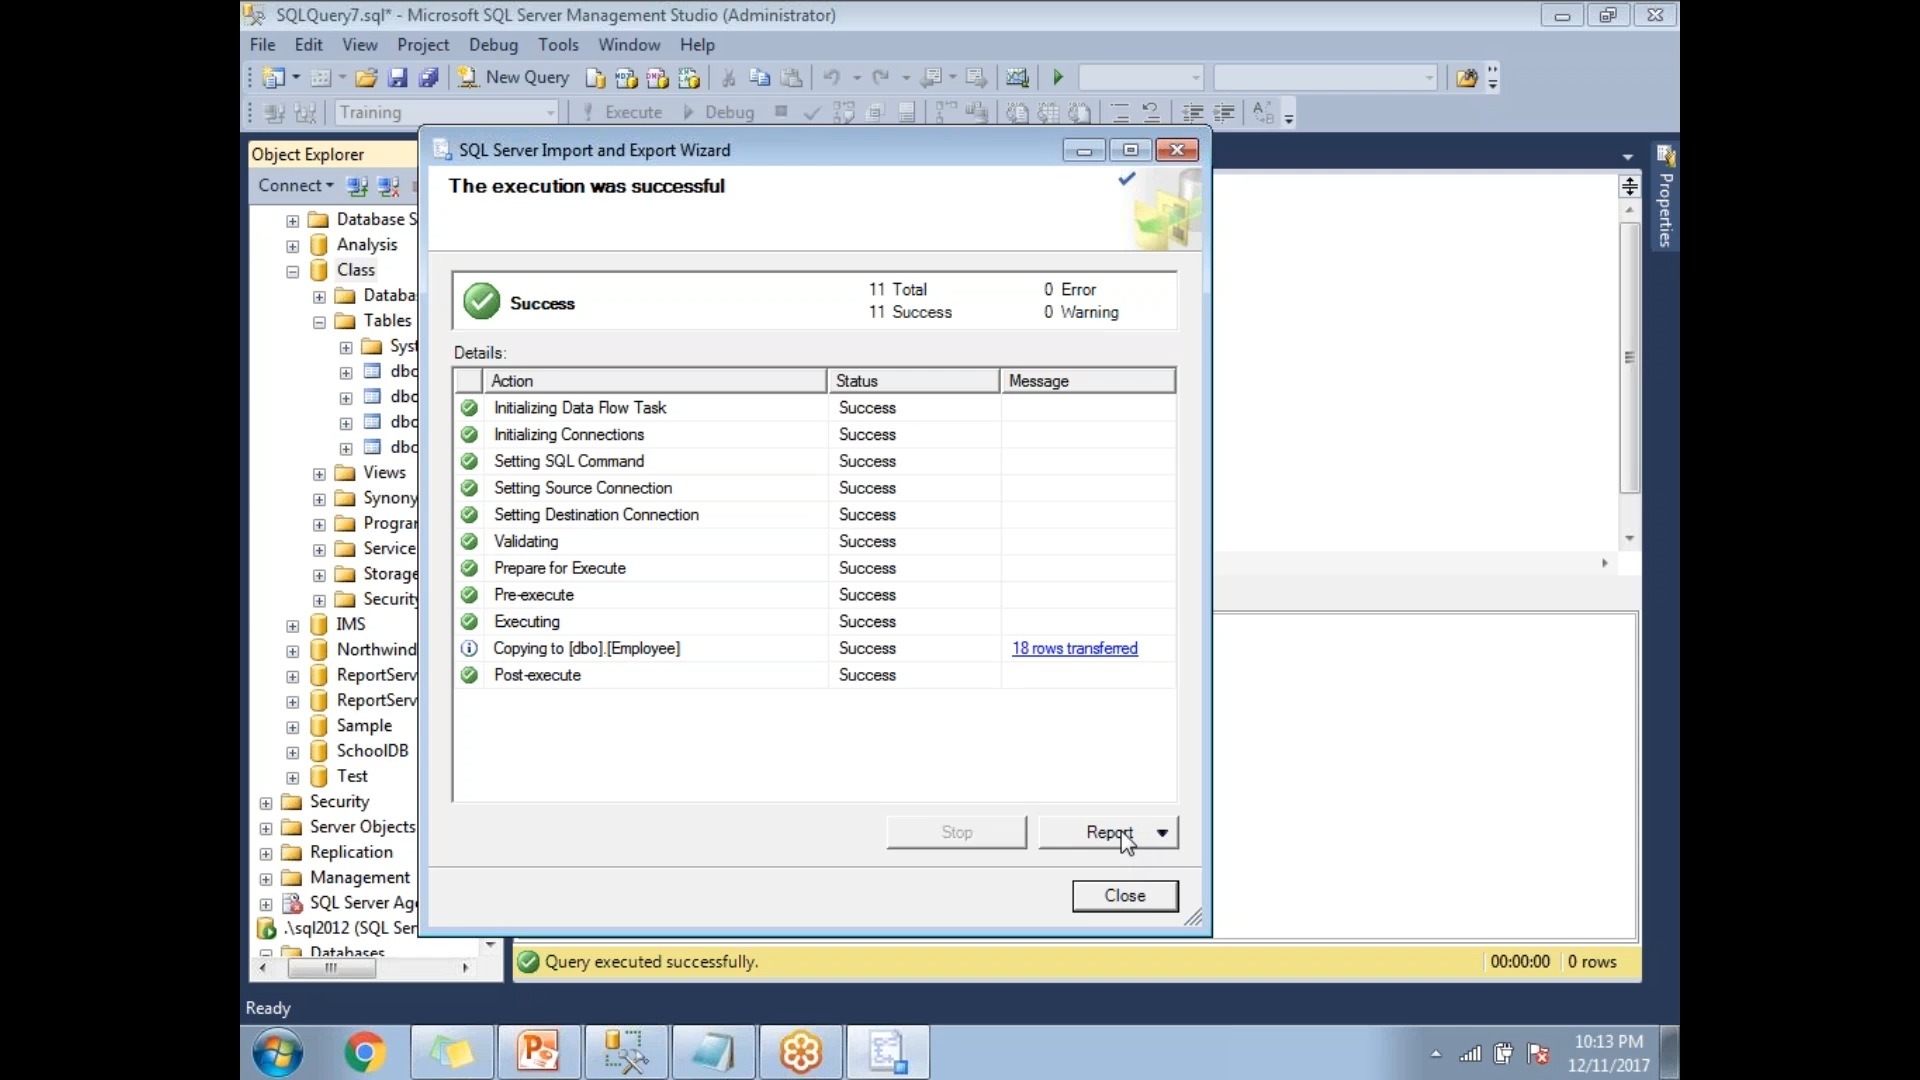 SQLQuery7.sql* - Microsoft SQL Server Management Studio (Administrator)
File Edit View Project Debug Tools Window Help
New Query
Training Execute Debug
Object Explorer
Connect
Database S
Analysis
Class
Databa
Tables
Syst
dbo
dbo
dbo
dbo
Views
Synony
Program
Service
Storage
Security
IMS
Northwind
ReportServ
ReportServ
Sample
SchoolDB
Test
Security
Server Objects
Replication
Management
SQL Server Age
.\sql2012 (SQL Ser
Databases
SQL Server Import and Export Wizard
The execution was successful
Success
11 Total 0 Error
11 Success 0 Warning
Details:
Action Status Message
Initializing Data Flow Task Success
Initializing Connections Success
Setting SQL Command Success
Setting Source Connection Success
Setting Destination Connection Success
Validating Success
Prepare for Execute Success
Pre-execute Success
Executing Success
Copying to [dbo].[Employee] Success 18 rows transferred
Post-execute Success
Stop Report
Close
Properties
Query executed successfully. 00:00:00 0 rows
Ready
10:13 PM
12/11/2017